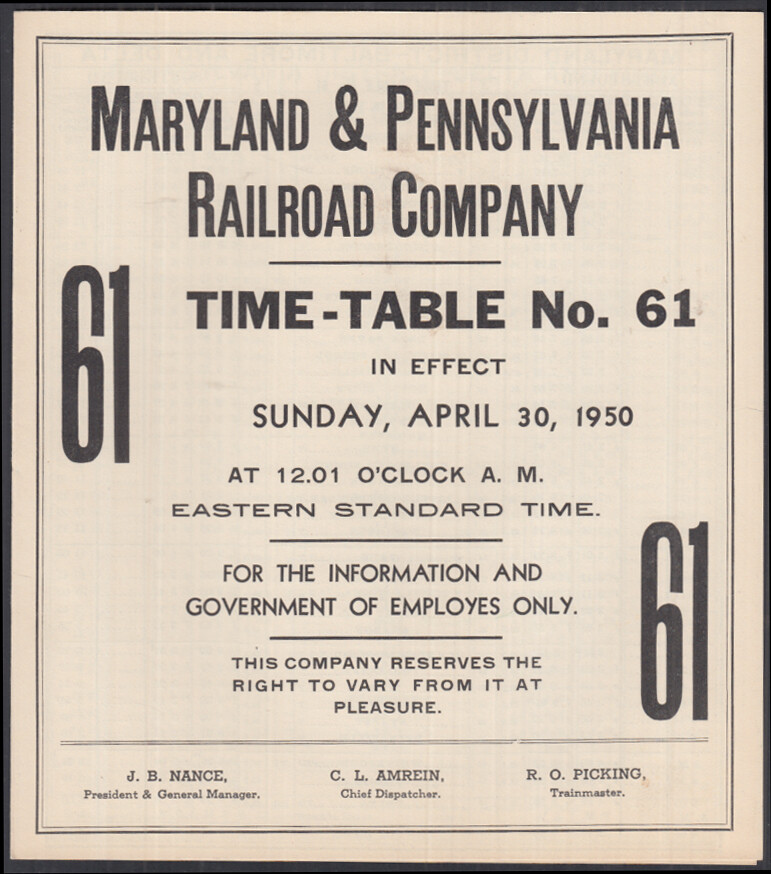 MARYLAND & PENNSYLVANIA
RAILROAD COMPANY
61
TIME-TABLE No. 61
IN EFFECT
SUNDAY, APRIL 30, 1950
AT 12.01 O'CLOCK A. M.
EASTERN STANDARD TIME.
FOR THE INFORMATION AND
GOVERNMENT OF EMPLOYES ONLY.
61
THIS COMPANY RESERVES THE
RIGHT TO VARY FROM IT AT
PLEASURE.
J. B. NANCE,
President & General Manager.
C. L. AMREIN,
Chief Dispatcher.
R. O. PICKING,
Trainmaster.